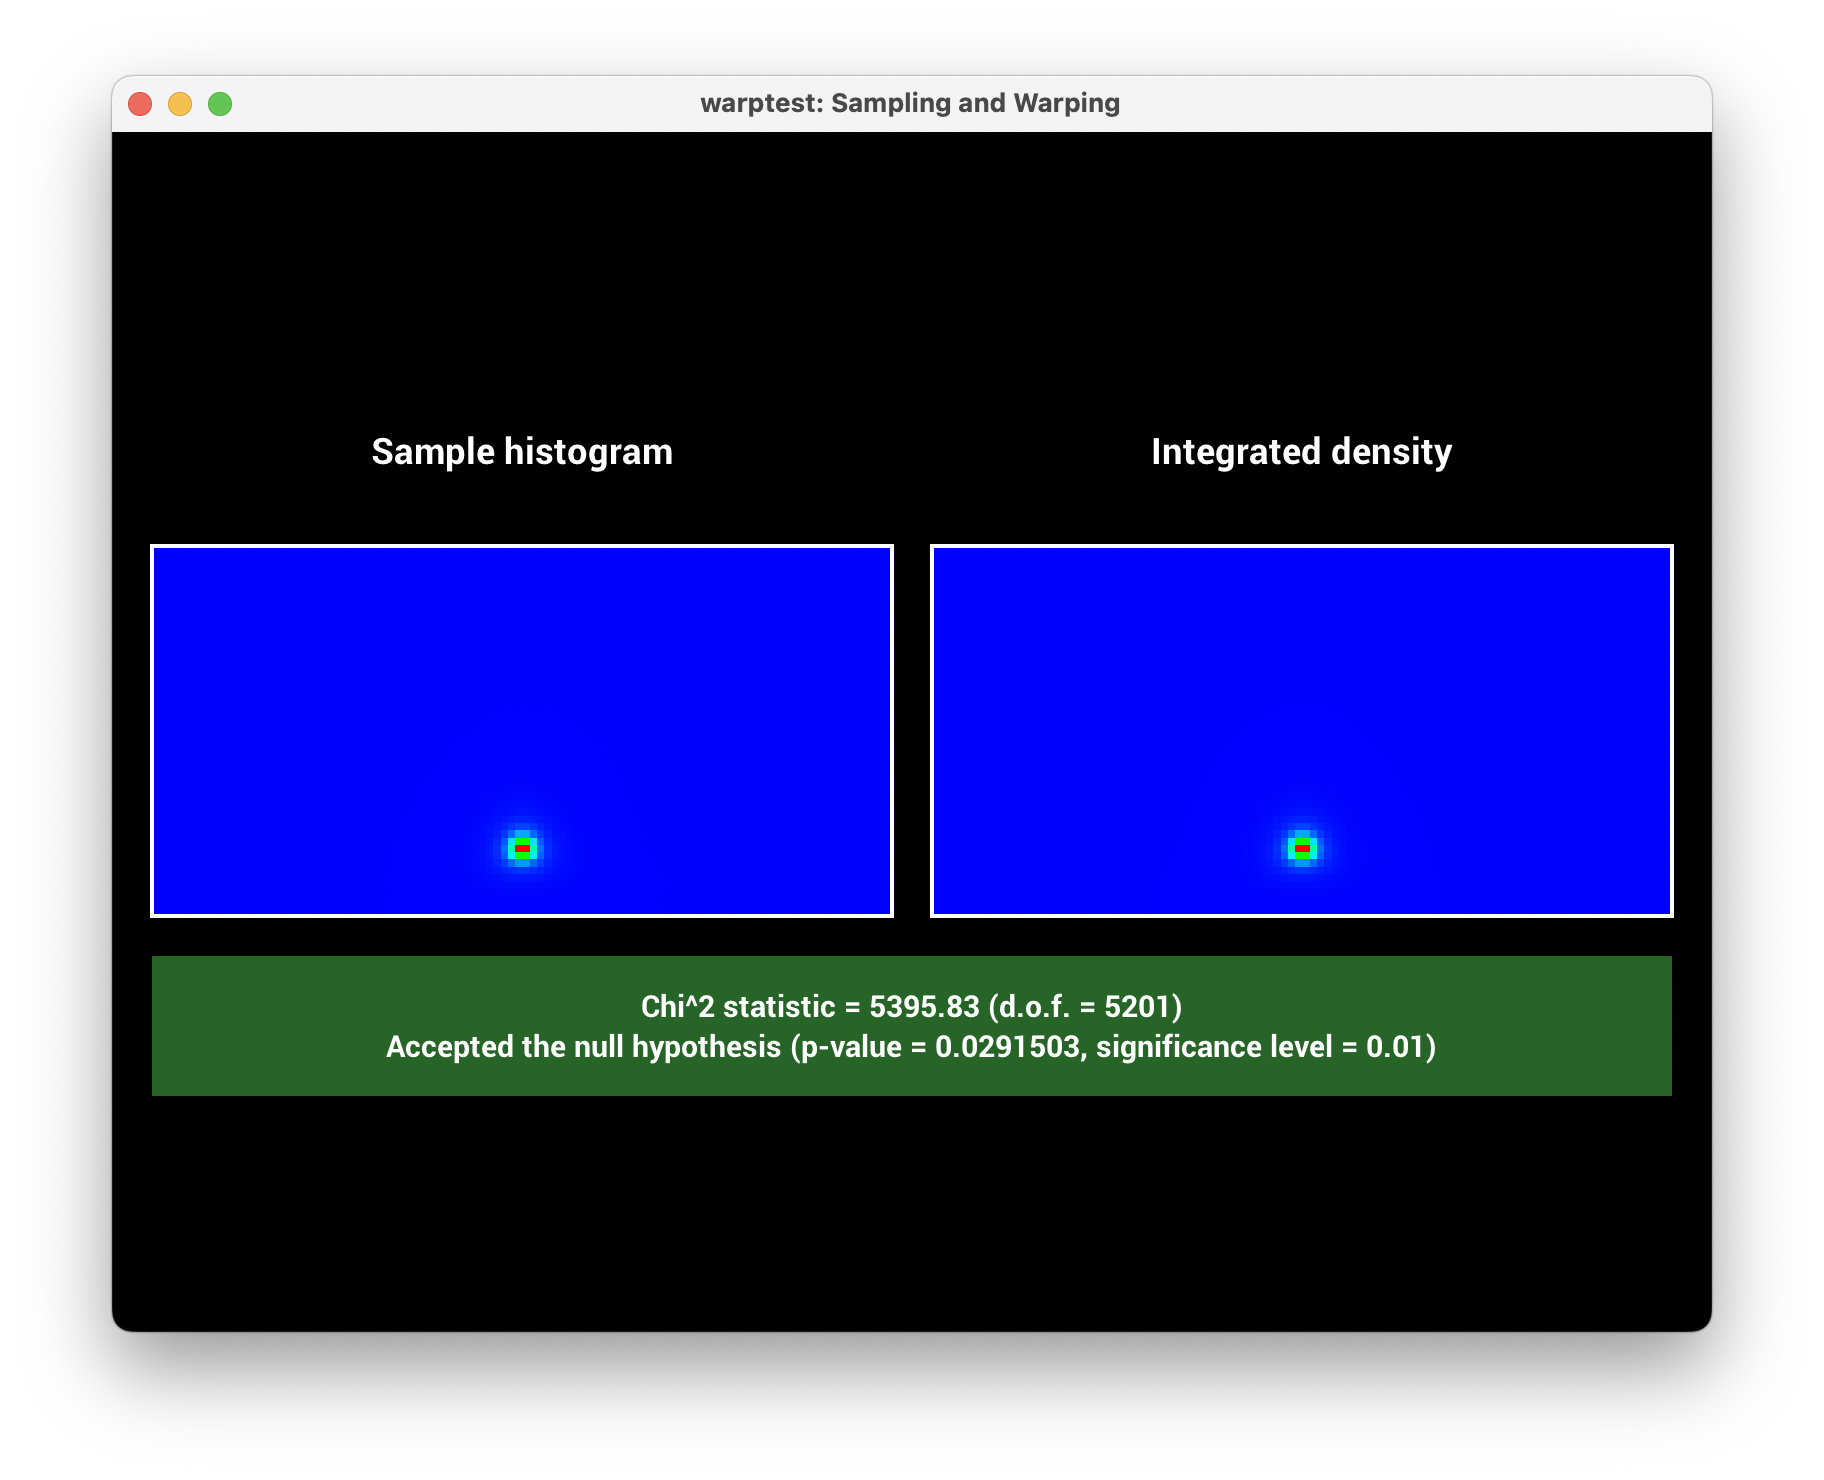 warptest: Sampling and Warping
Sample histogram
Integrated density
Chi^2 statistic = 5395.83 (d.o.f. = 5201)
Accepted the null hypothesis (p-value = 0.0291503, significance level = 0.01)